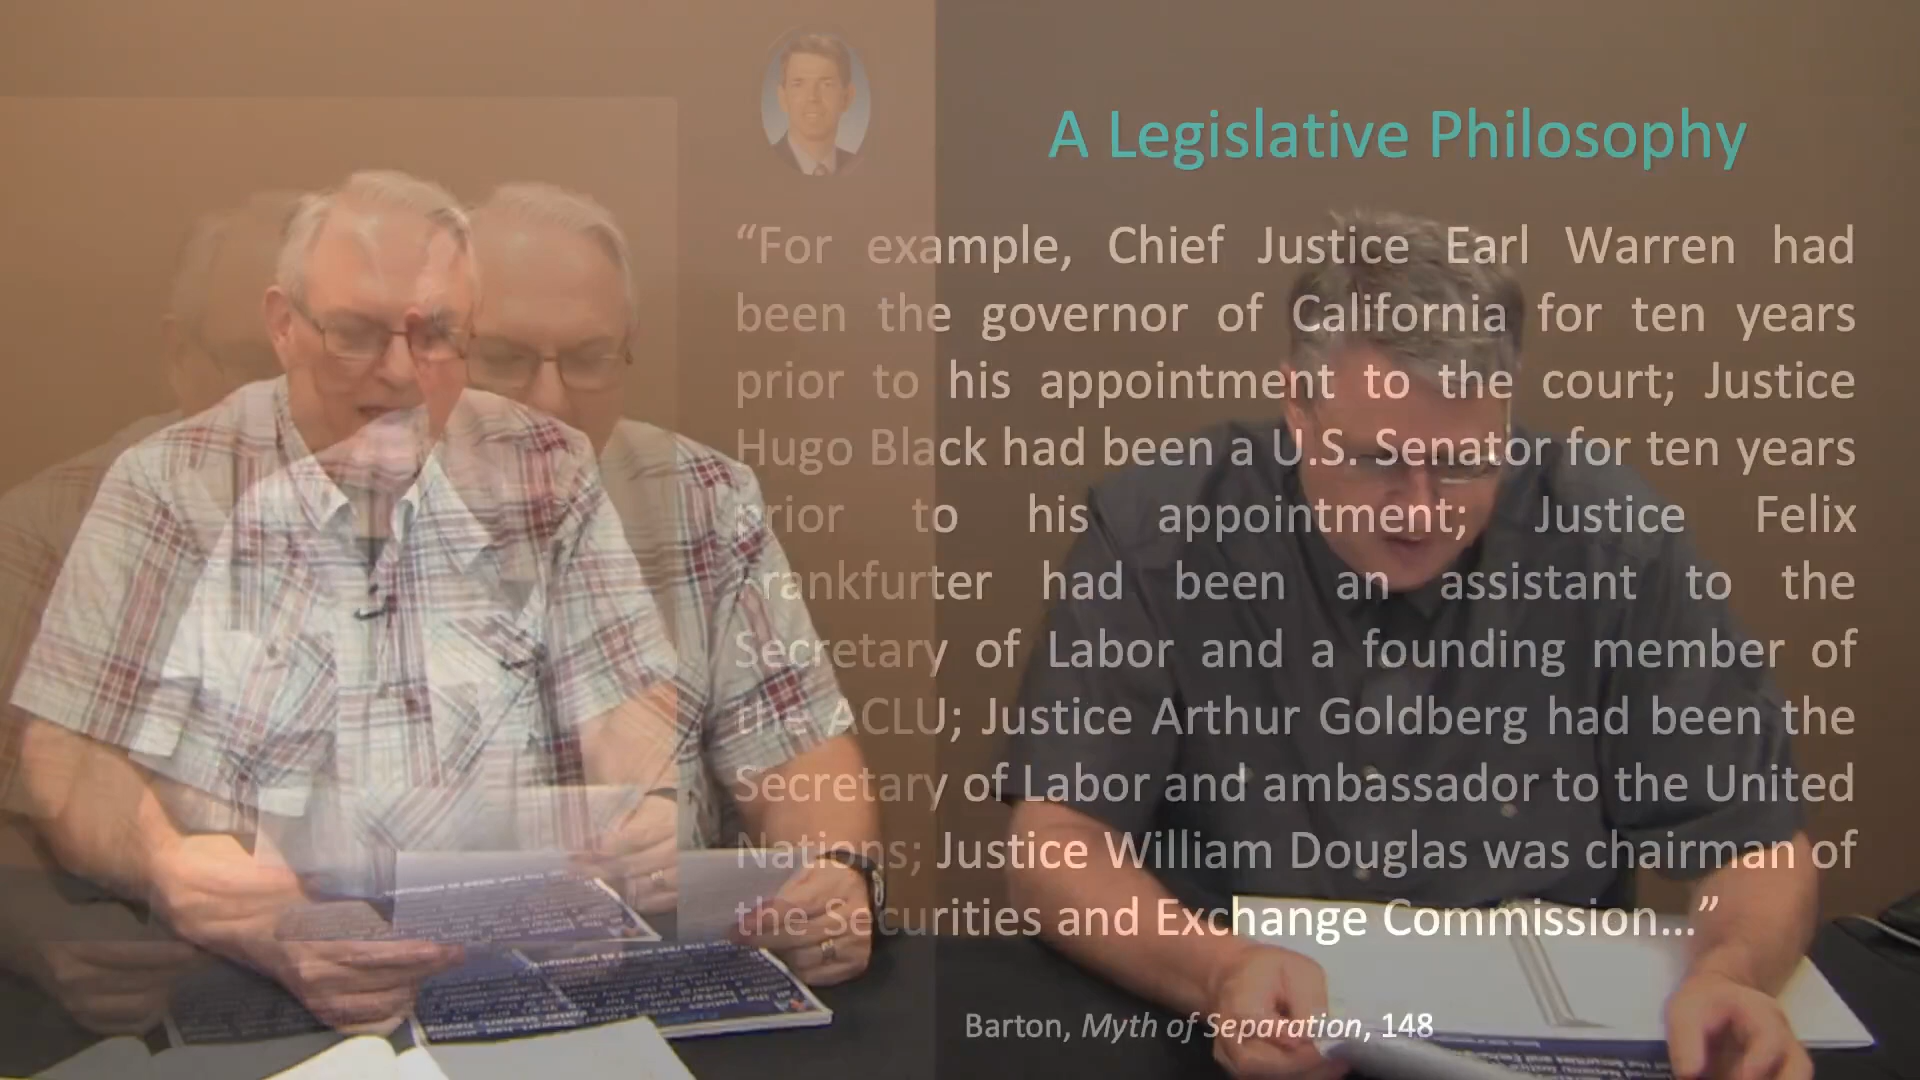 A Legislative Philosophy
“For example, Chief Justice Earl Warren had
been the governor of California for ten years
prior to his appointment to the court; Justice
Hugo Black had been a U.S. Senator for ten years
prior to his appointment; Justice Felix
Frankfurter had been an assistant to the
Secretary of Labor and a founding member of
the ACLU; Justice Arthur Goldberg had been the
Secretary of Labor and ambassador to the United
Nations; Justice William Douglas was chairman of
the Securities and Exchange Commission...”
Barton, Myth of Separation, 148